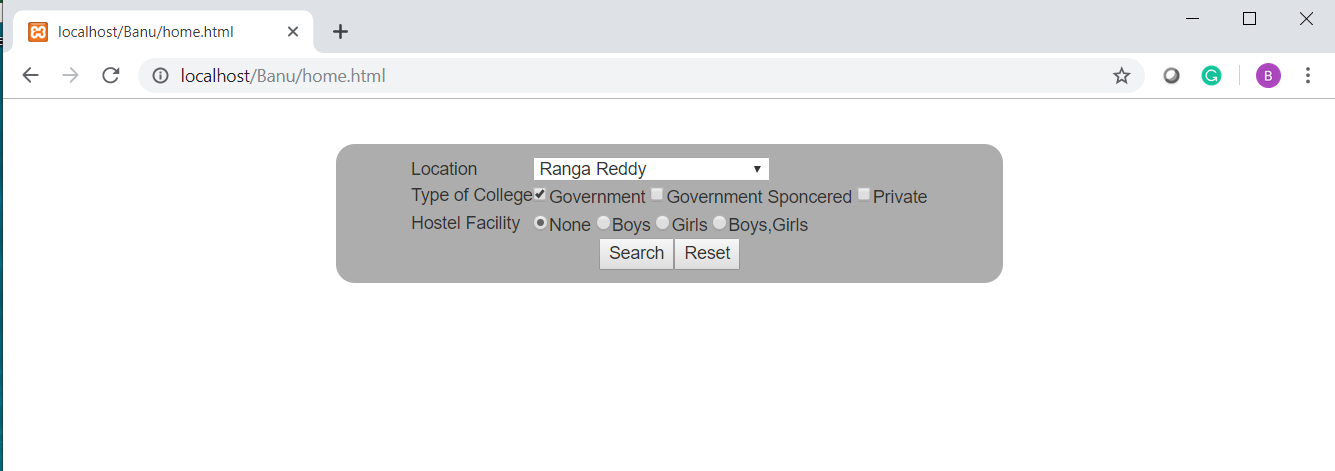 localhost/Banu/home.html
localhost/Banu/home.html
B
Location Ranga Reddy
Type of College Government Government Sponcered Private
Hostel Facility None Boys Girls Boys,Girls
Search Reset